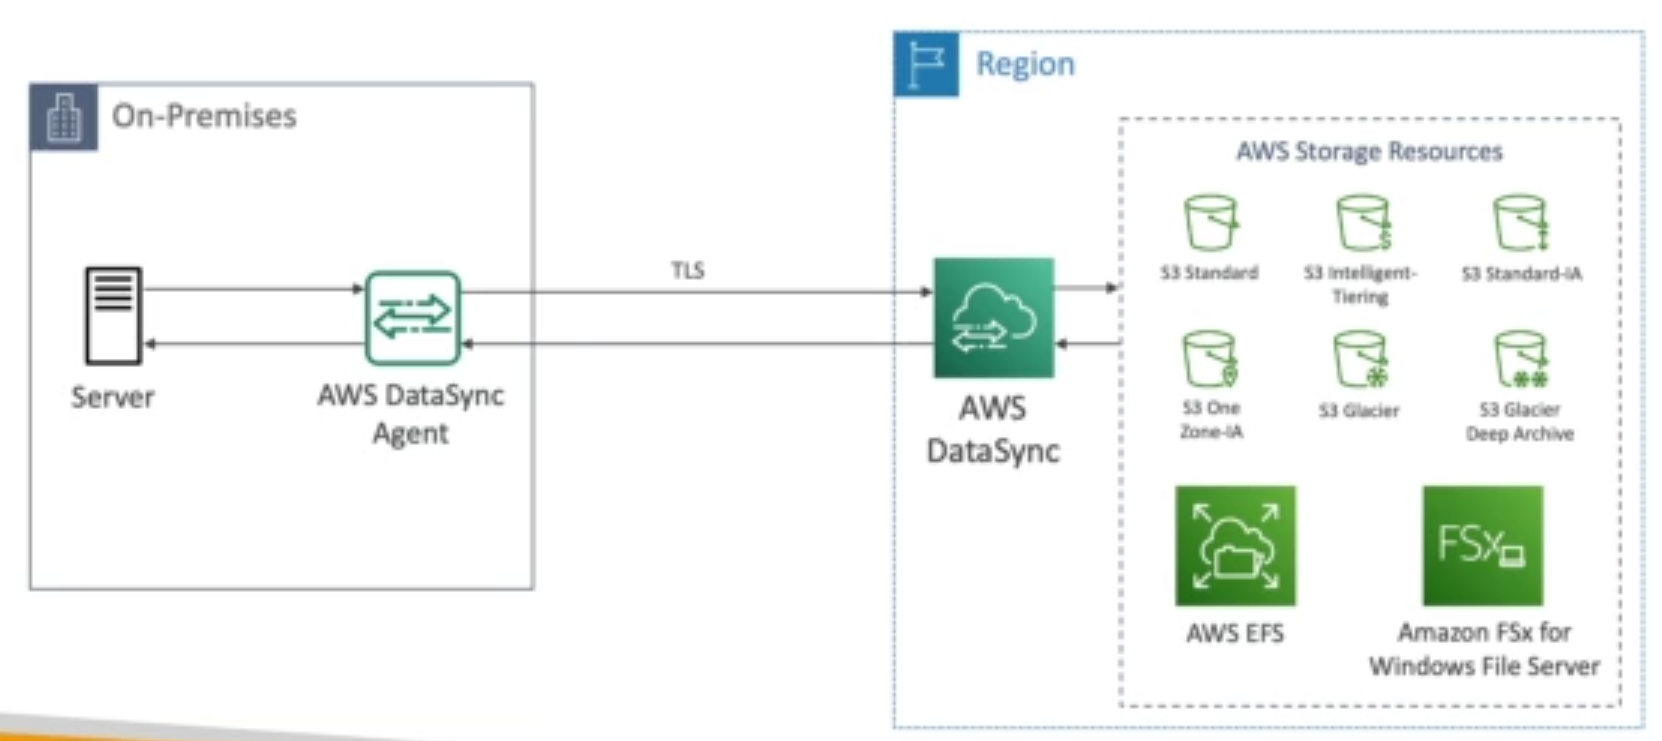 Region
On-Premises
AWS Storage Resources
S3 Standard
S3 Intelligent-
Tiering
S3 Standard-IA
TLS
Server
AWS DataSync
Agent
AWS
DataSync
S3 One
Zone-IA
S3 Glacier
S3 Glacier
Deep Archive
FSx
AWS EFS
Amazon FSx for
Windows File Server